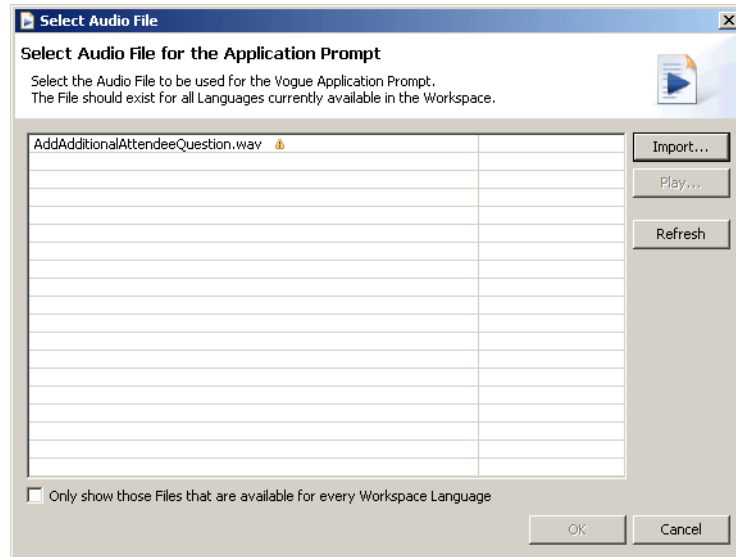 Select Audio File
Select Audio File for the Application Prompt
Select the Audio File to be used for the Vogue Application Prompt.
The File should exist for all Languages currently available in the Workspace.
AddAdditionalAttendeeQuestion.wav
Import...
Play...
Refresh
Only show those Files that are available for every Workspace Language
OK
Cancel